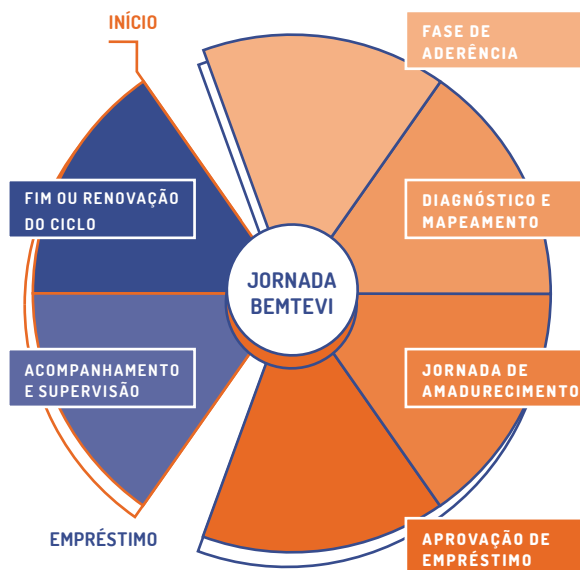 INÍCIO
FASE DE
ADERÊNCIA
DIAGNÓSTICO E
MAPEAMENTO
JORNADA DE
AMADURECIMENTO
APROVAÇÃO DE
EMPRÉSTIMO
EMPRÉSTIMO
ACOMPANHAMENTO
E SUPERVISÃO
FIM OU RENOVAÇÃO
DO CICLO
JORNADA
BEMTEVI